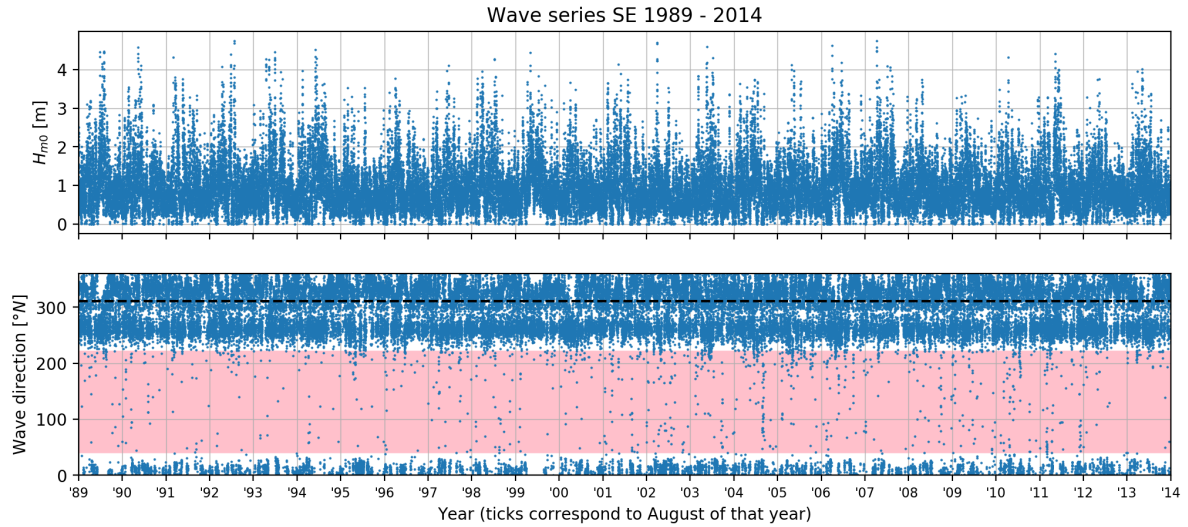 Wave series SE 1989 - 2014
H_{m0} [m]
4
3
2
1
0
Wave direction [°N]
300
200
100
0
'89 '90 '91 '92 '93 '94 '95 '96 '97 '98 '99 '00 '01 '02 '03 '04 '05 '06 '07 '08 '09 '10 '11 '12 '13 '14
Year (ticks correspond to August of that year)